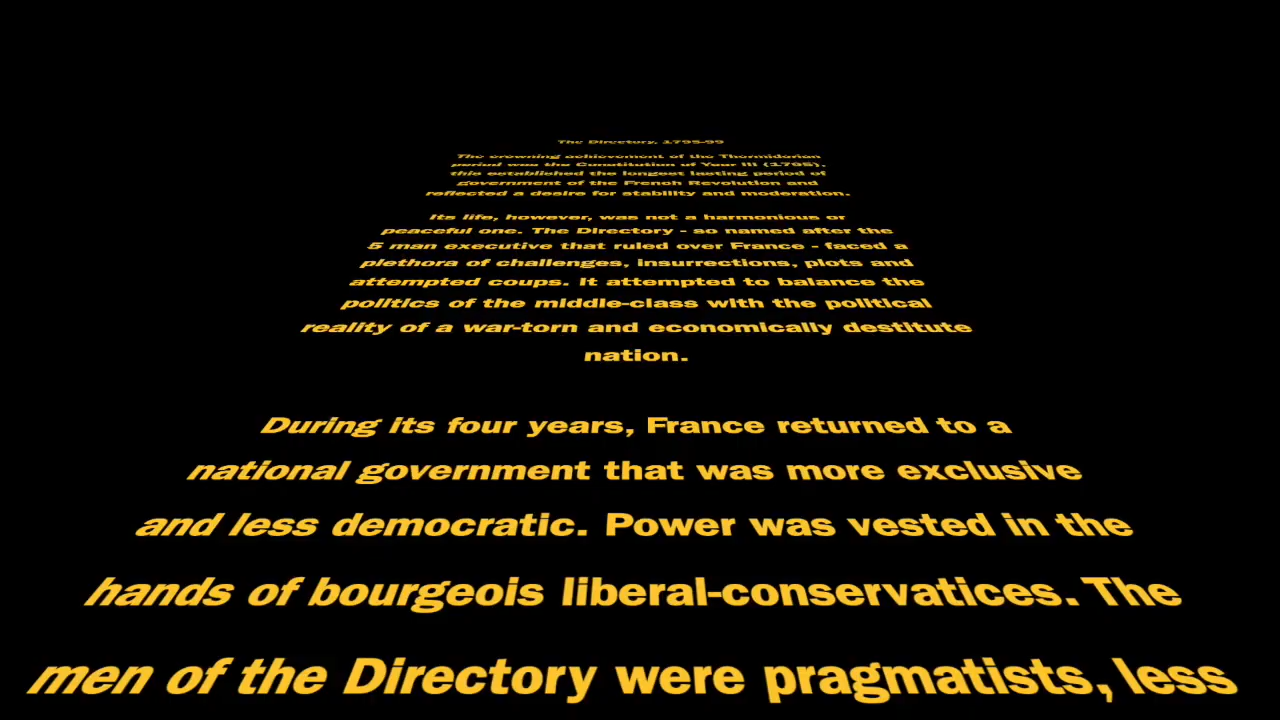 The Directory, 1795-99
The crowning achievement of the Thermidorian
period was the Constitution of Year III (1795).
this established the longest lasting period of
government of the French Revolution and
reflected a desire for stability and moderation.
Its life, however, was not a harmonious or
peaceful one. The Directory - so named after the
5 man executive that ruled over France - faced a
plethora of challenges, insurrections, plots and
attempted coups. It attempted to balance the
politics of the middle-class with the political
reality of a war-torn and economically destitute
nation.
During its four years, France returned to a
national government that was more exclusive
and less democratic. Power was vested in the
hands of bourgeois liberal-conservatices. The
men of the Directory were pragmatists, less